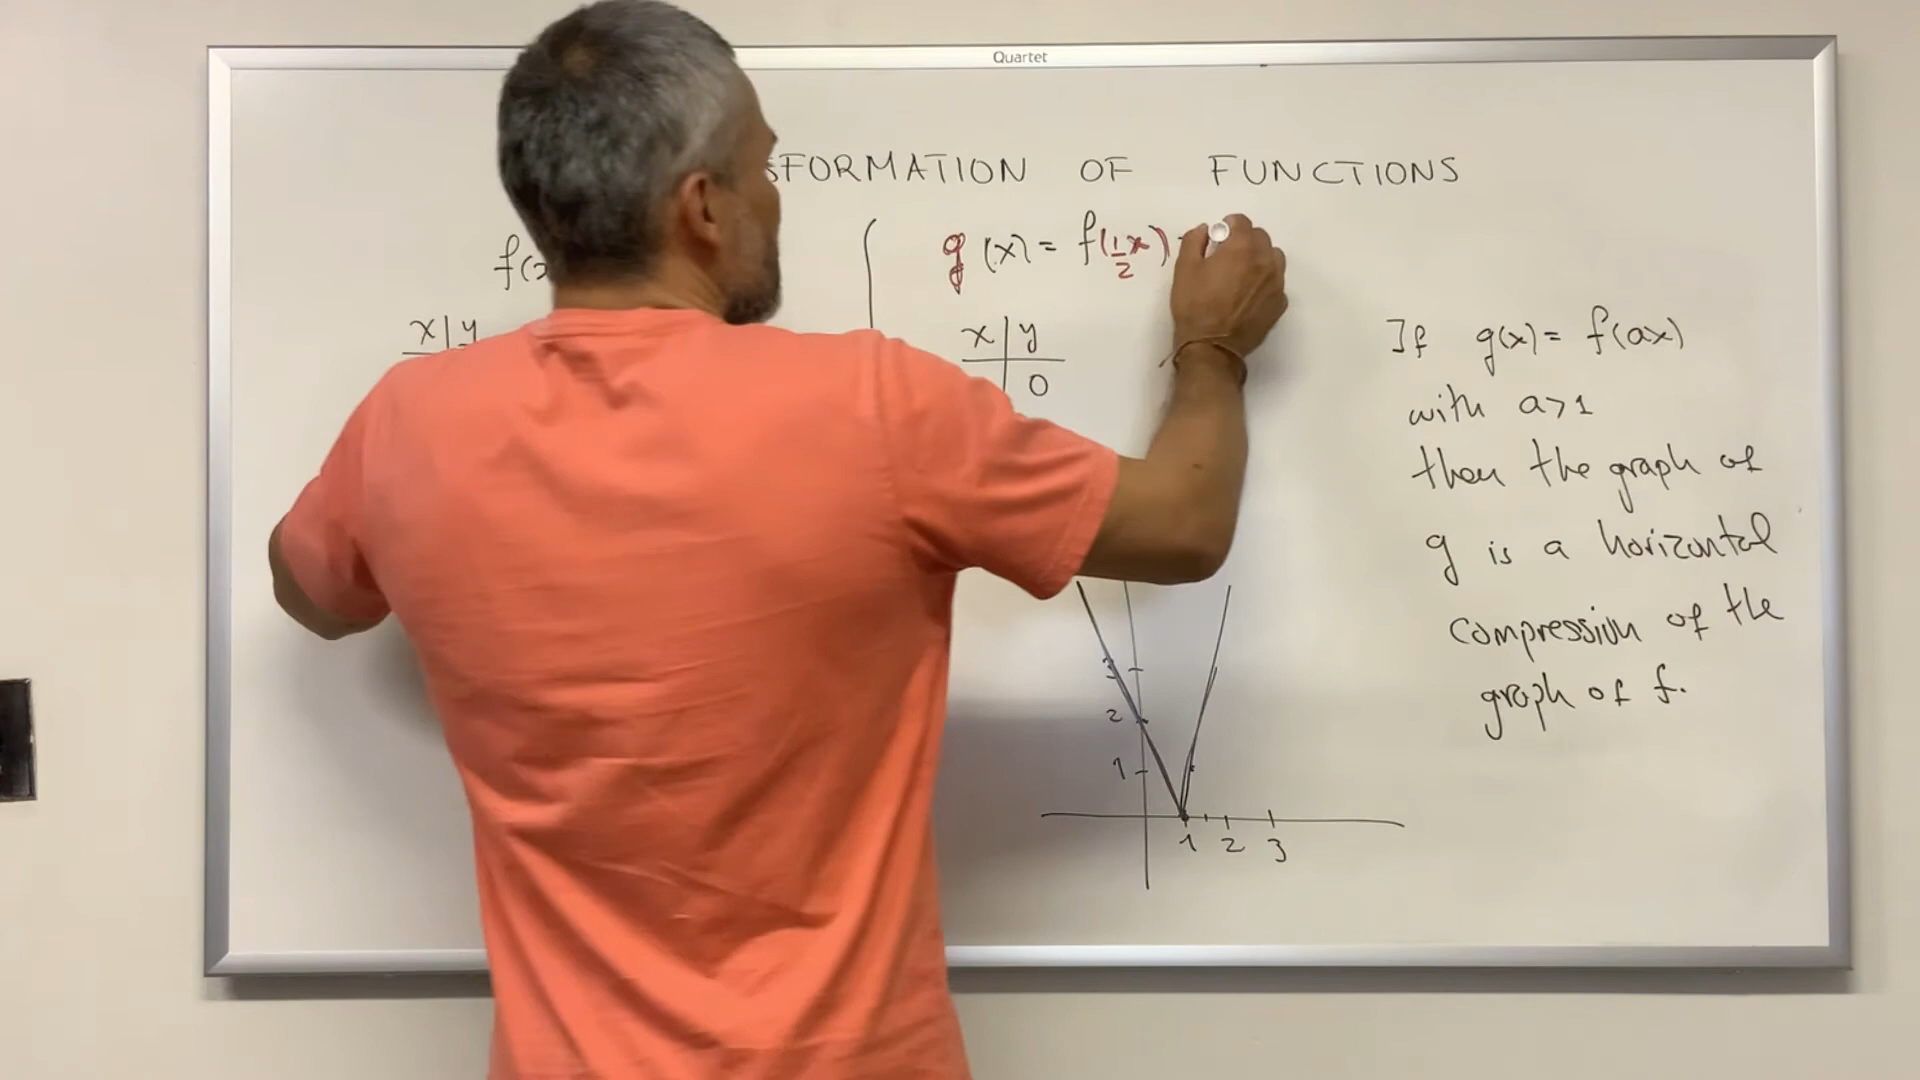 Quartet
SFORMATION OF FUNCTIONS
f(x
g(x) = f(1/2x)
x | y
x | y
0
If g(x) = f(ax)
with a>1
then the graph of
g is a horizontal
compression of the
graph of f.
3
2
1
1 2 3